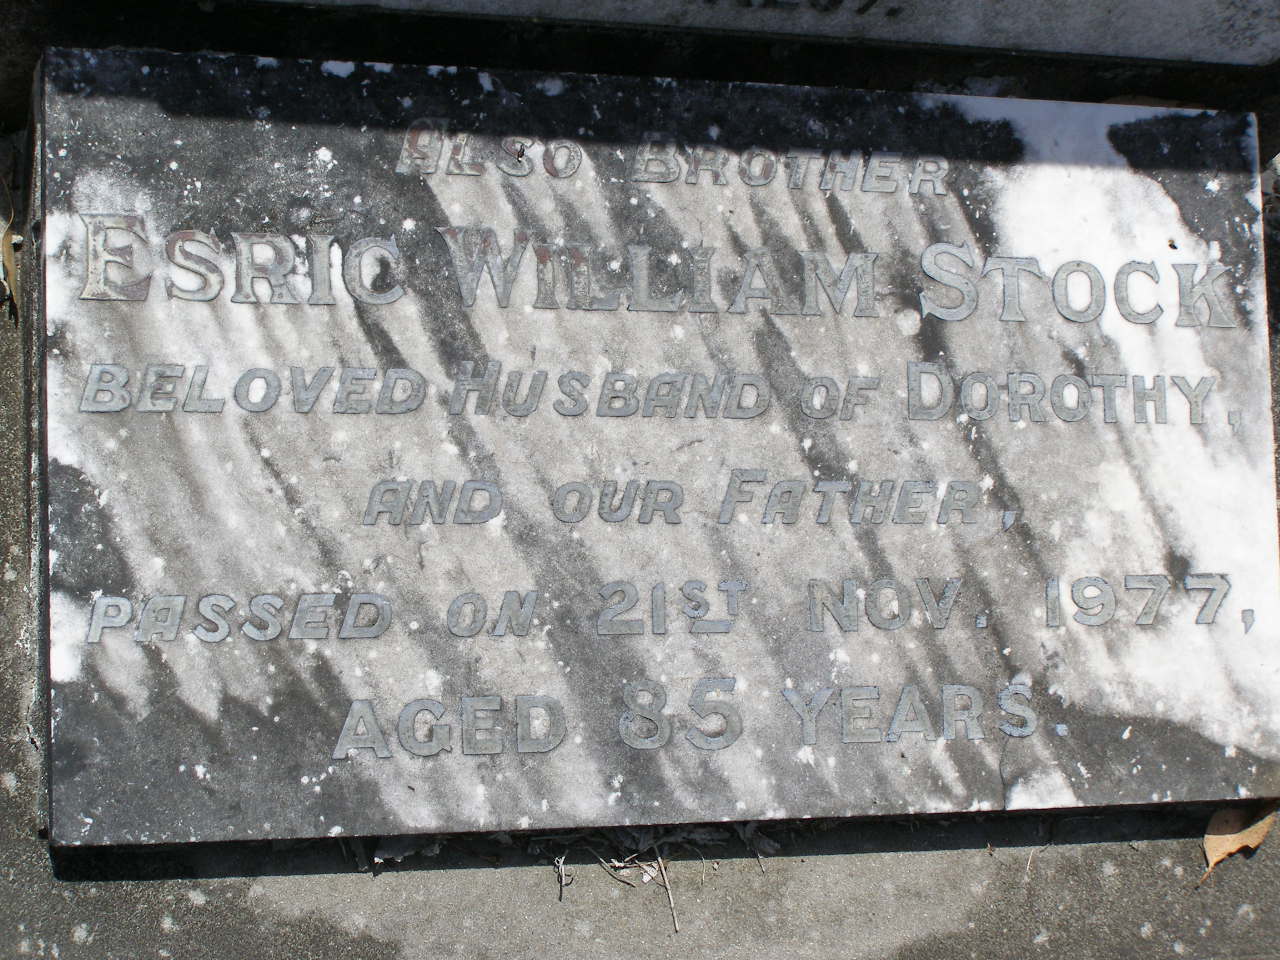 ALSO BROTHER
ESRIC WILLIAM STOCK
BELOVED HUSBAND OF DOROTHY,
AND OUR FATHER,
PASSED ON 21ST NOV. 1977,
AGED 85 YEARS.